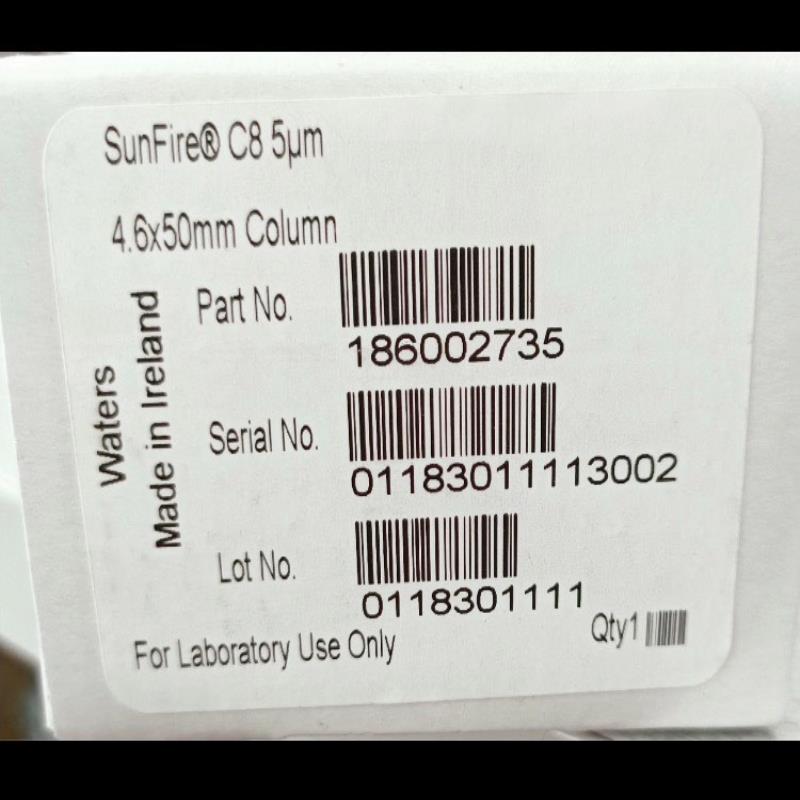 SunFire® C8 5µm
4.6x50mm Column
Waters
Made in Ireland
Part No.
186002735
Serial No.
01183011113002
Lot No.
0118301111
For Laboratory Use Only
Qty1